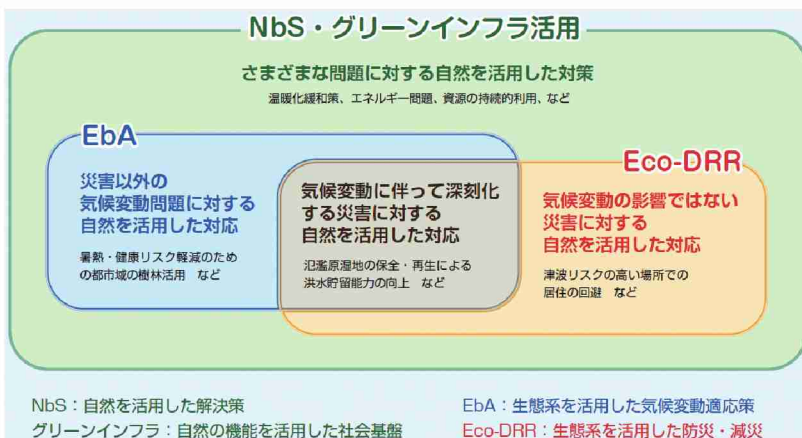 NbS・グリーンインフラ活用
さまざまな問題に対する自然を活用した対策
温暖化緩和策、エネルギー問題、資源の持続的利用、など
EbA
災害以外の
気候変動問題に対する
自然を活用した対応
暑熱・健康リスク軽減のため
の都市域の樹林活用　など
気候変動に伴って深刻化
する災害に対する
自然を活用した対応
氾濫原湿地の保全・再生による
洪水貯留能力の向上　など
Eco-DRR
気候変動の影響ではない
災害に対する
自然を活用した対応
津波リスクの高い場所での
居住の回避　など
NbS：自然を活用した解決策
グリーンインフラ：自然の機能を活用した社会基盤
EbA：生態系を活用した気候変動適応策
Eco-DRR：生態系を活用した防災・減災